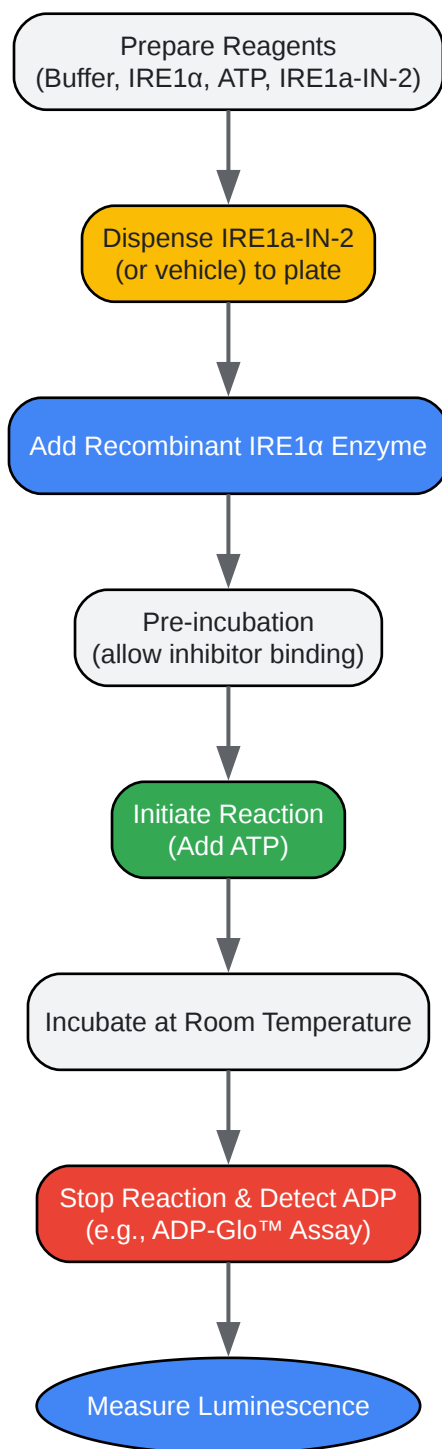 Prepare Reagents
(Buffer, IRE1α, ATP, IRE1a-IN-2)
Dispense IRE1a-IN-2
(or vehicle) to plate
Add Recombinant IRE1α Enzyme
Pre-incubation
(allow inhibitor binding)
Initiate Reaction
(Add ATP)
Incubate at Room Temperature
Stop Reaction & Detect ADP
(e.g., ADP-Glo™ Assay)
Measure Luminescence